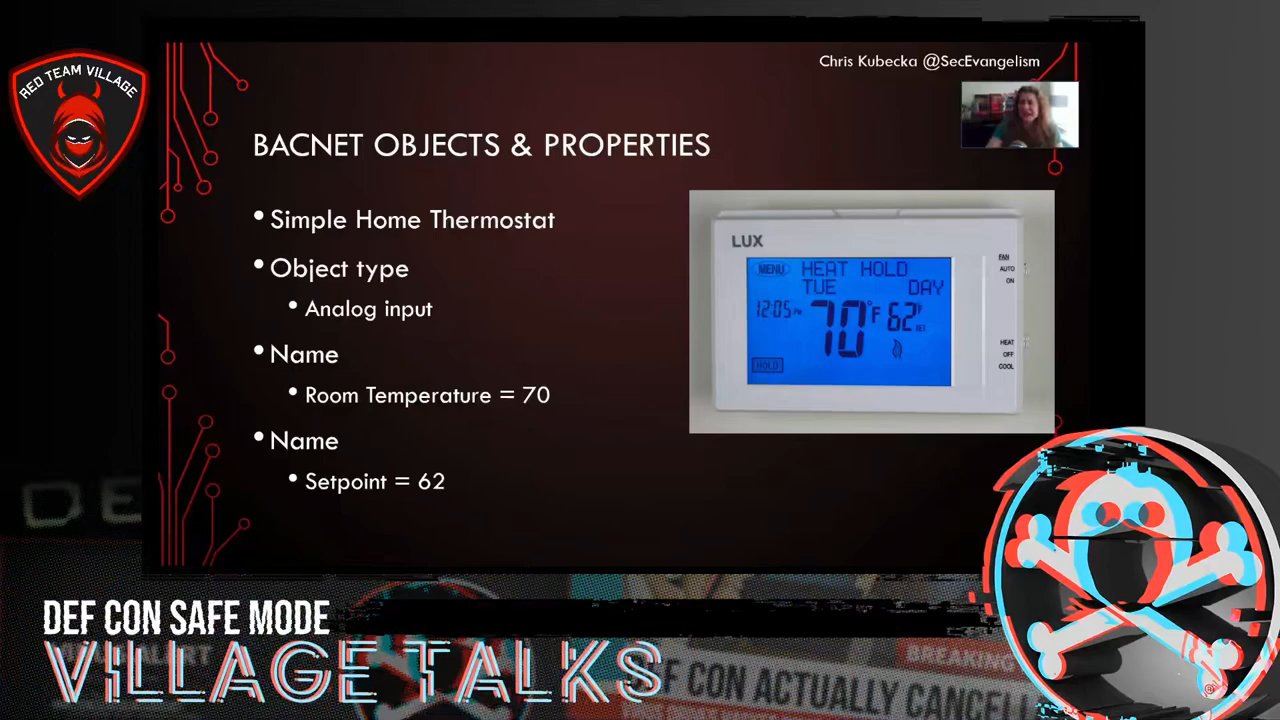 RED TEAM VILLAGE
Chris Kubecka @SecEvangelism
BACNET OBJECTS & PROPERTIES
• Simple Home Thermostat
• Object type
• Analog input
• Name
• Room Temperature = 70
• Name
• Setpoint = 62
LUX
MENU HEAT HOLD
TUE DAY
12:05 PM 70°F 62°F
HOLD
FAN
AUTO
ON
HEAT
OFF
COOL
DEF CON SAFE MODE
VILLAGE TALKS
DEF CON ACTUALLY